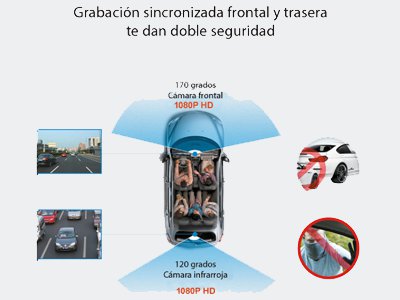 Grabación sincronizada frontal y trasera
te dan doble seguridad
170 grados
Cámara frontal
1080P HD
120 grados
Cámara infrarroja
1080P HD